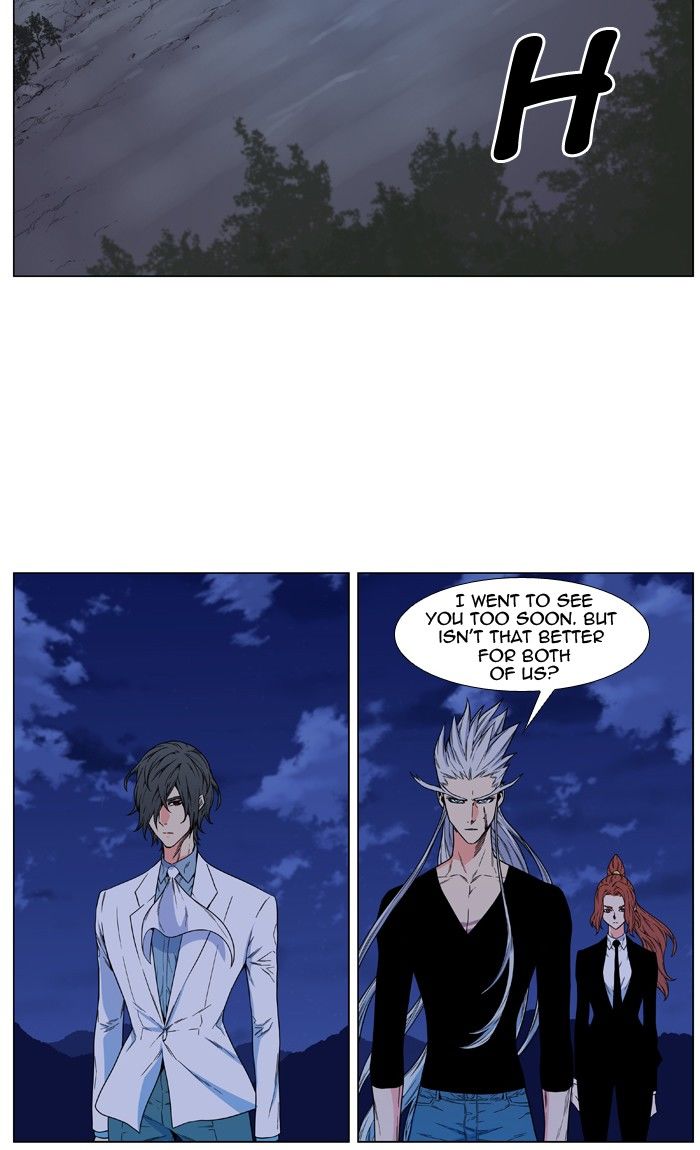 H
I WENT TO SEE
YOU TOO SOON. BUT
ISN'T THAT BETTER
FOR BOTH
OF US?